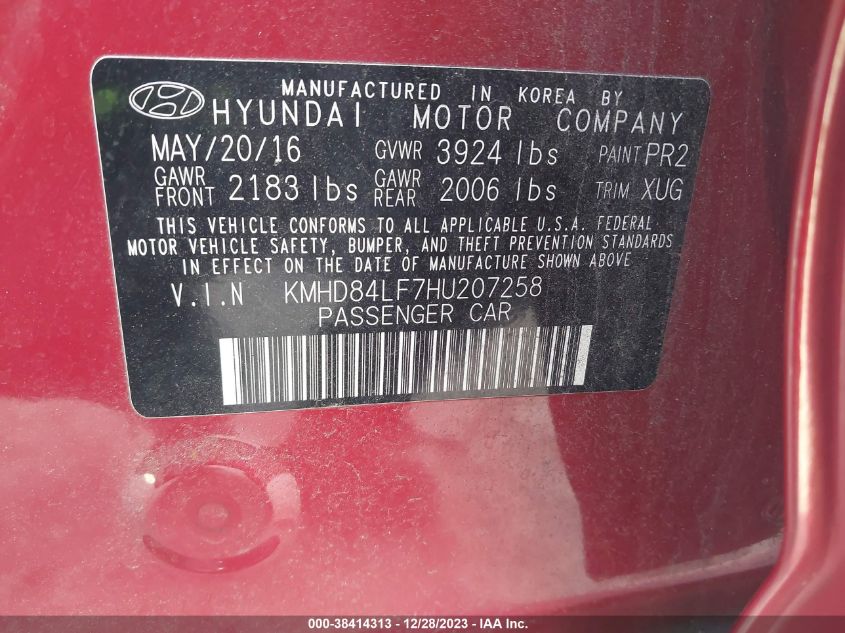 MANUFACTURED IN KOREA BY
HYUNDAI MOTOR COMPANY
MAY/20/16 GVWR 3924 lbs PAINT PR2
GAWR FRONT 2183 lbs GAWR REAR 2006 lbs TRIM XUG
THIS VEHICLE CONFORMS TO ALL APPLICABLE U.S.A. FEDERAL
MOTOR VEHICLE SAFETY, BUMPER, AND THEFT PREVENTION STANDARDS
IN EFFECT ON THE DATE OF MANUFACTURE SHOWN ABOVE
V.I.N KMHD84LF7HU207258
PASSENGER CAR
000-38414313 - 12/28/2023 - IAA Inc.